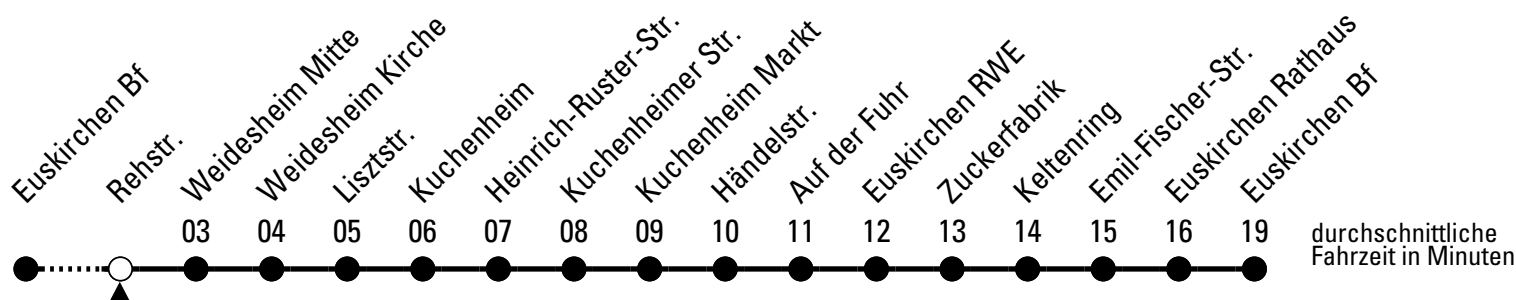 Euskirchen Bf
Rehstr.
Weidesheim Mitte
Weidesheim Kirche
Lisztstr.
Kuchenheim
Heinrich-Ruster-Str.
Kuchenheimer Str.
Kuchenheim Markt
Händelstr.
Auf der Fuhr
Euskirchen RWE
Zuckerfabrik
Keltenring
Emil-Fischer-Str.
Euskirchen Rathaus
Euskirchen Bf
03 04 05 06 07 08 09 10 11 12 13 14 15 16 19
durchschnittliche
Fahrzeit in Minuten